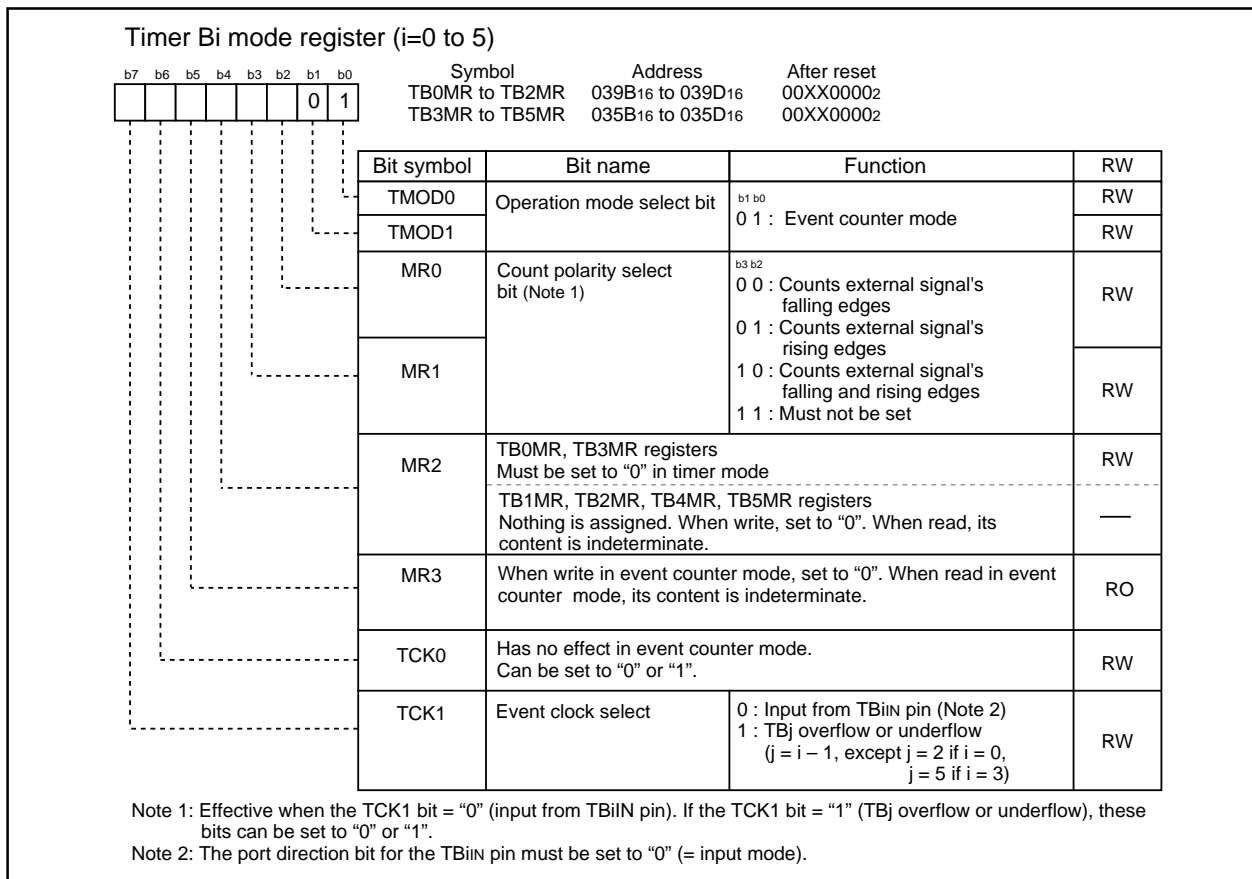 Timer Bi mode register (i=0 to 5)
b7 b6 b5 b4 b3 b2 b1 b0
0 1
Symbol Address After reset
TB0MR to TB2MR 039B16 to 039D16 00XX00002
TB3MR to TB5MR 035B16 to 035D16 00XX00002
Bit symbol Bit name Function RW
TMOD0 Operation mode select bit b1 b0 RW
0 1 : Event counter mode
TMOD1 RW
MR0 Count polarity select b3 b2
bit (Note 1) 0 0 : Counts external signal's
falling edges RW
0 1 : Counts external signal's
rising edges
MR1 1 0 : Counts external signal's
falling and rising edges RW
1 1 : Must not be set
MR2 TB0MR, TB3MR registers RW
Must be set to “0” in timer mode
TB1MR, TB2MR, TB4MR, TB5MR registers
Nothing is assigned. When write, set to “0”. When read, its —
content is indeterminate.
MR3 When write in event counter mode, set to “0”. When read in event RO
counter mode, its content is indeterminate.
TCK0 Has no effect in event counter mode. RW
Can be set to “0” or “1”.
TCK1 Event clock select 0 : Input from TBiIN pin (Note 2)
1 : TBj overflow or underflow RW
(j = i – 1, except j = 2 if i = 0,
j = 5 if i = 3)
Note 1: Effective when the TCK1 bit = “0” (input from TBiIN pin). If the TCK1 bit = “1” (TBj overflow or underflow), these
bits can be set to “0” or “1”.
Note 2: The port direction bit for the TBiIN pin must be set to “0” (= input mode).